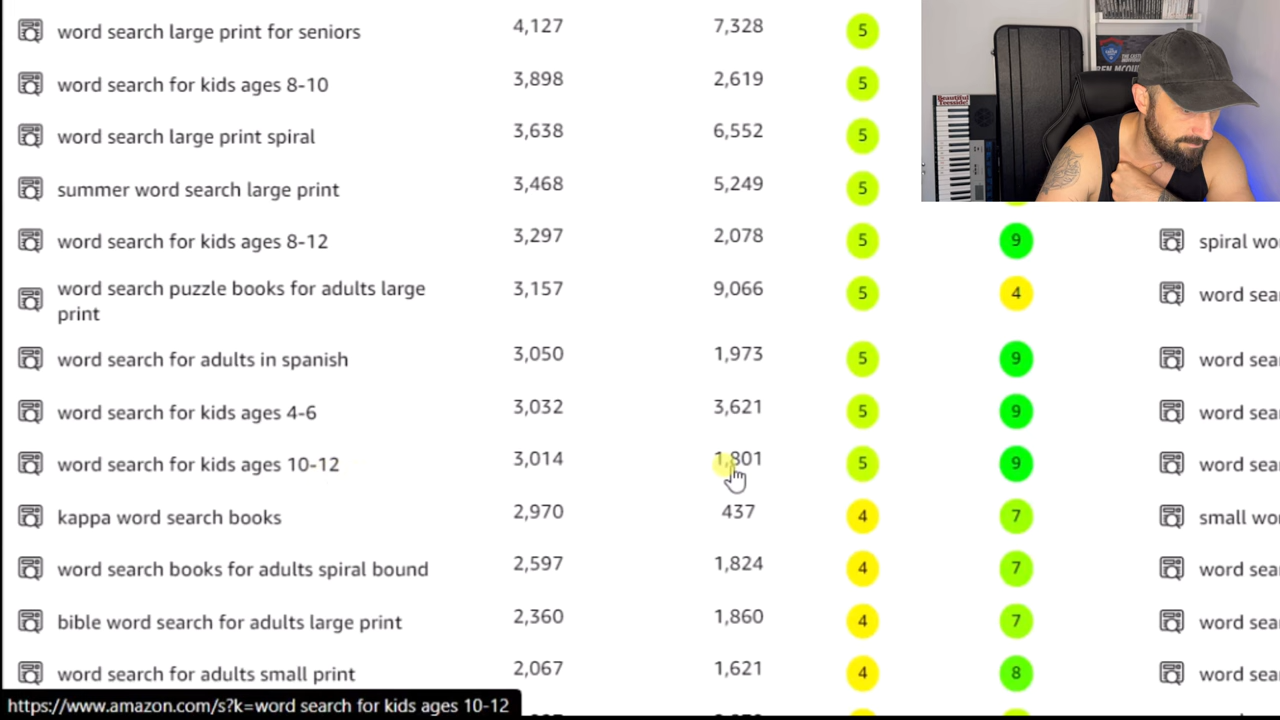 word search large print for seniors 4,127 7,328 5
word search for kids ages 8-10 3,898 2,619 5
word search large print spiral 3,638 6,552 5
summer word search large print 3,468 5,249 5
word search for kids ages 8-12 3,297 2,078 5 9 spiral wo
word search puzzle books for adults large 3,157 9,066 5 4 word sea
print
word search for adults in spanish 3,050 1,973 5 9 word sea
word search for kids ages 4-6 3,032 3,621 5 9 word sea
word search for kids ages 10-12 3,014 1,801 5 9 word sea
kappa word search books 2,970 437 4 7 small wo
word search books for adults spiral bound 2,597 1,824 4 7 word sea
bible word search for adults large print 2,360 1,860 4 7 word sea
word search for adults small print 2,067 1,621 4 8 word sea
https://www.amazon.com/s?k=word search for kids ages 10-12
Beautiful
Teesside!